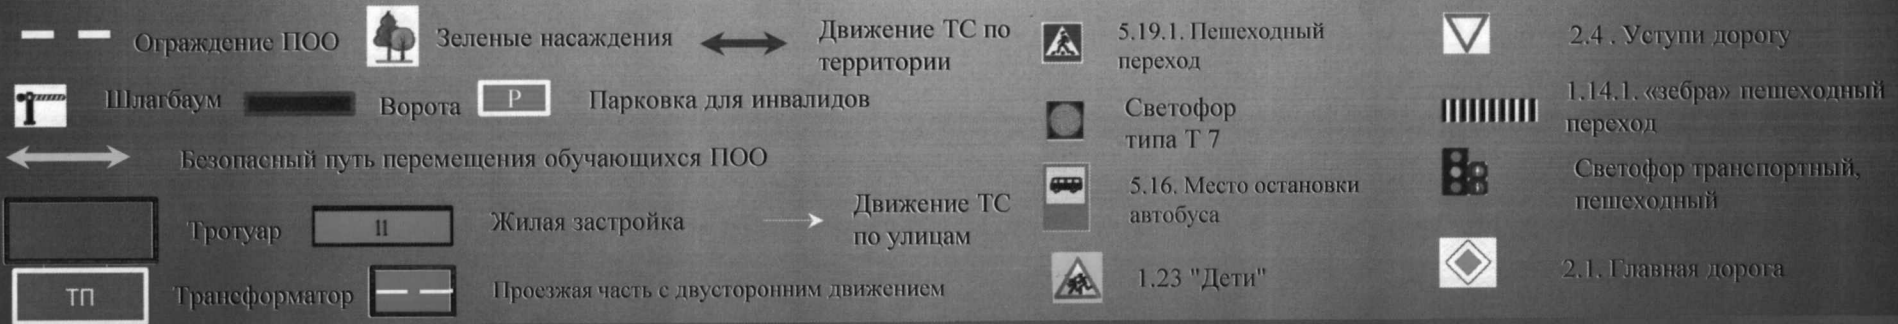 Ограждение ПОО
Зеленые насаждения
Движение ТС по
территории
5.19.1. Пешеходный
переход
2.4 . Уступи дорогу
Шлагбаум
Ворота
Р
Парковка для инвалидов
Светофор
типа Т 7
1.14.1. «зебра» пешеходный
переход
Безопасный путь перемещения обучающихся ПОО
5.16. Место остановки
автобуса
Светофор транспортный,
пешеходный
Тротуар
11
Жилая застройка
Движение ТС
по улицам
ТП
Трансформатор
Проезжая часть с двусторонним движением
1.23 "Дети"
2.1. Главная дорога